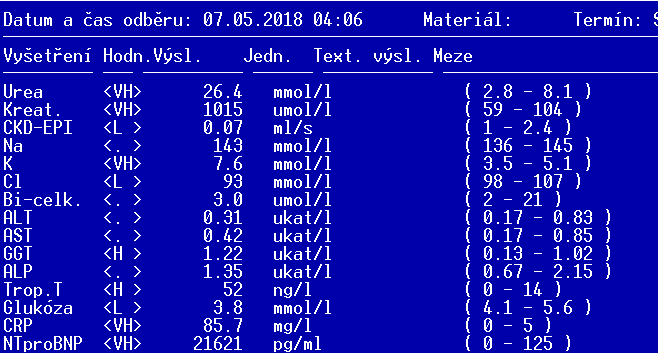 Datum a čas odběru: 07.05.2018 04:06 Materiál: Termín: S
Vyšetření Hodn.Výsl. Jedn. Text. výsl. Meze
Urea <VH> 26.4 mmol/l ( 2.8 - 8.1 )
Kreat. <VH> 1015 umol/l ( 59 - 104 )
CKD-EPI <L > 0.07 ml/s ( 1 - 2.4 )
Na <. > 143 mmol/l ( 136 - 145 )
K <VH> 7.6 mmol/l ( 3.5 - 5.1 )
Cl <L > 93 mmol/l ( 98 - 107 )
Bi-celk. <. > 3.0 umol/l ( 2 - 21 )
ALT <. > 0.31 ukat/l ( 0.17 - 0.83 )
AST <. > 0.42 ukat/l ( 0.17 - 0.85 )
GGT <H > 1.22 ukat/l ( 0.13 - 1.02 )
ALP <. > 1.35 ukat/l ( 0.67 - 2.15 )
Trop.T <H > 52 ng/l ( 0 - 14 )
Glukóza <L > 3.8 mmol/l ( 4.1 - 5.6 )
CRP <VH> 85.7 mg/l ( 0 - 5 )
NTproBNP <VH> 21621 pg/ml ( 0 - 125 )